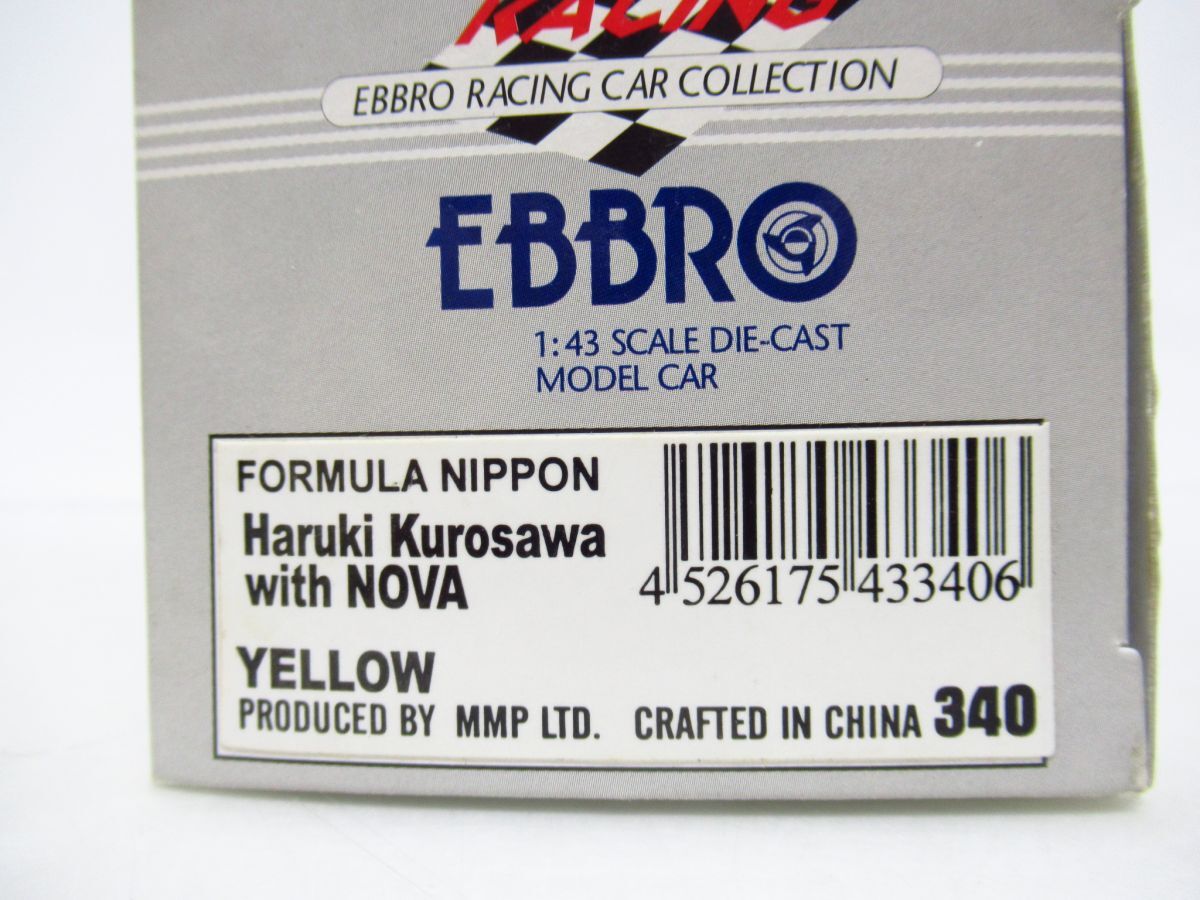 RACING
EBBRO RACING CAR COLLECTION
EBBRO
1:43 SCALE DIE-CAST
MODEL CAR
FORMULA NIPPON
Haruki Kurosawa
with NOVA
4 526175 433406
YELLOW
PRODUCED BY MMP LTD. CRAFTED IN CHINA 340